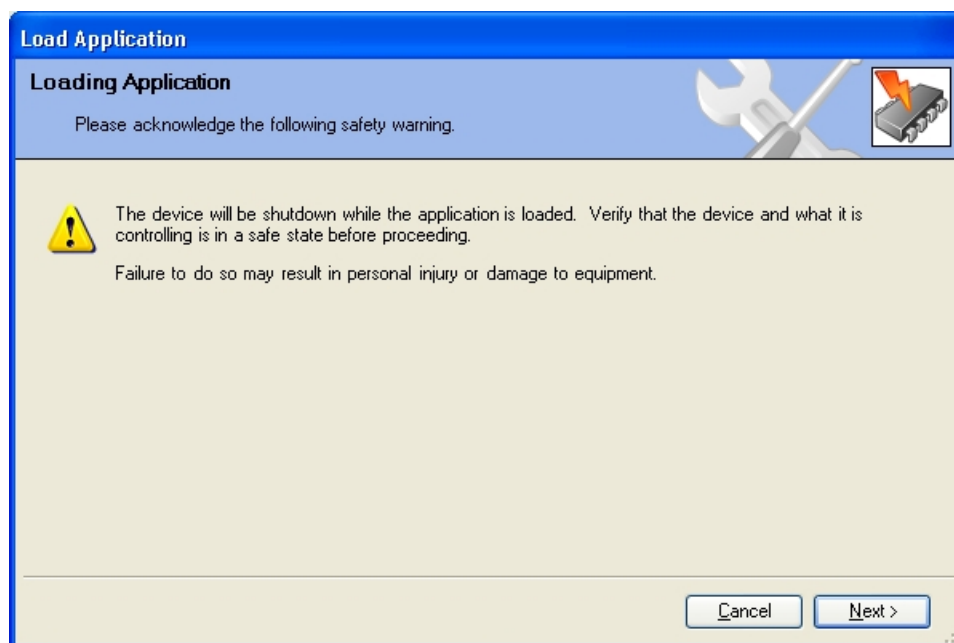 Load Application
Loading Application
Please acknowledge the following safety warning.
The device will be shutdown while the application is loaded. Verify that the device and what it is
controlling is in a safe state before proceeding.
Failure to do so may result in personal injury or damage to equipment.
Cancel
Next >